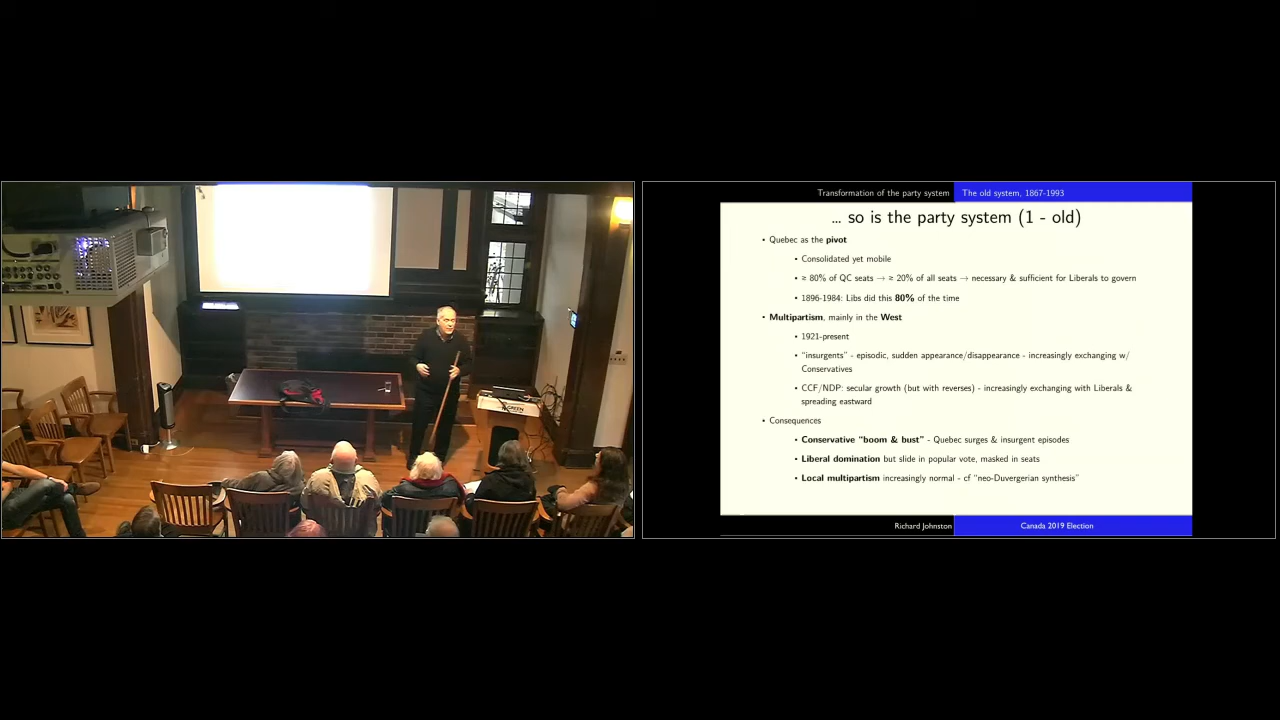 Transformation of the party system
The old system, 1867-1993
... so is the party system (1 - old)
• Quebec as the pivot
• Consolidated yet mobile
• ≥ 80% of QC seats → ≥ 20% of all seats → necessary & sufficient for Liberals to govern
• 1896-1984: Libs did this 80% of the time
• Multipartism, mainly in the West
• 1921-present
• "insurgents" - episodic, sudden appearance/disappearance - increasingly exchanging w/
Conservatives
• CCF/NDP: secular growth (but with reverses) - increasingly exchanging with Liberals &
spreading eastward
• Consequences
• Conservative "boom & bust" - Quebec surges & insurgent episodes
• Liberal domination but slide in popular vote, masked in seats
• Local multipartism increasingly normal - cf "neo-Duvergerian synthesis"
Richard Johnston
Canada 2019 Election
GREEN